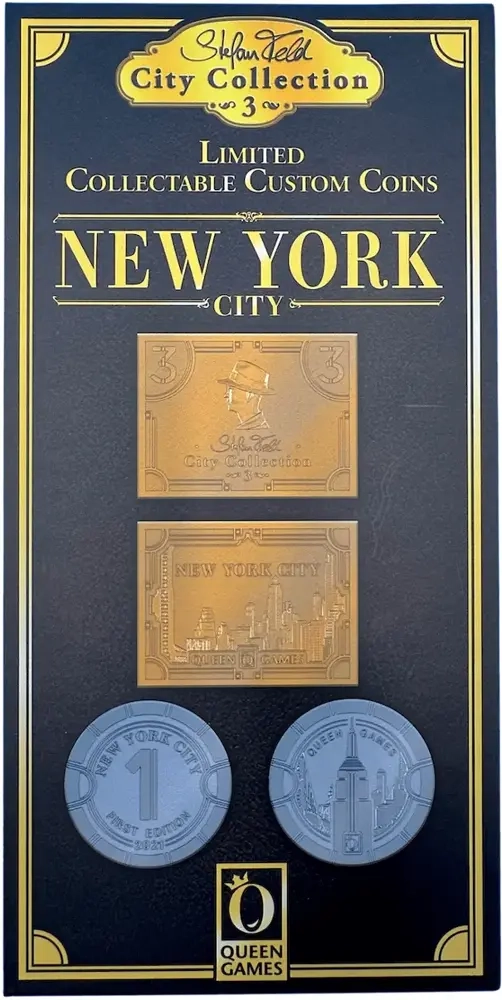 Stefan Feld
City Collection
3
LIMITED
COLLECTABLE CUSTOM COINS
NEW YORK
CITY
3 3
Stefan Feld
City Collection
3
NEW YORK CITY
QUEEN Q GAMES
NEW YORK CITY
1
FIRST EDITION
2021
QUEEN GAMES
Q
Q
QUEEN
GAMES